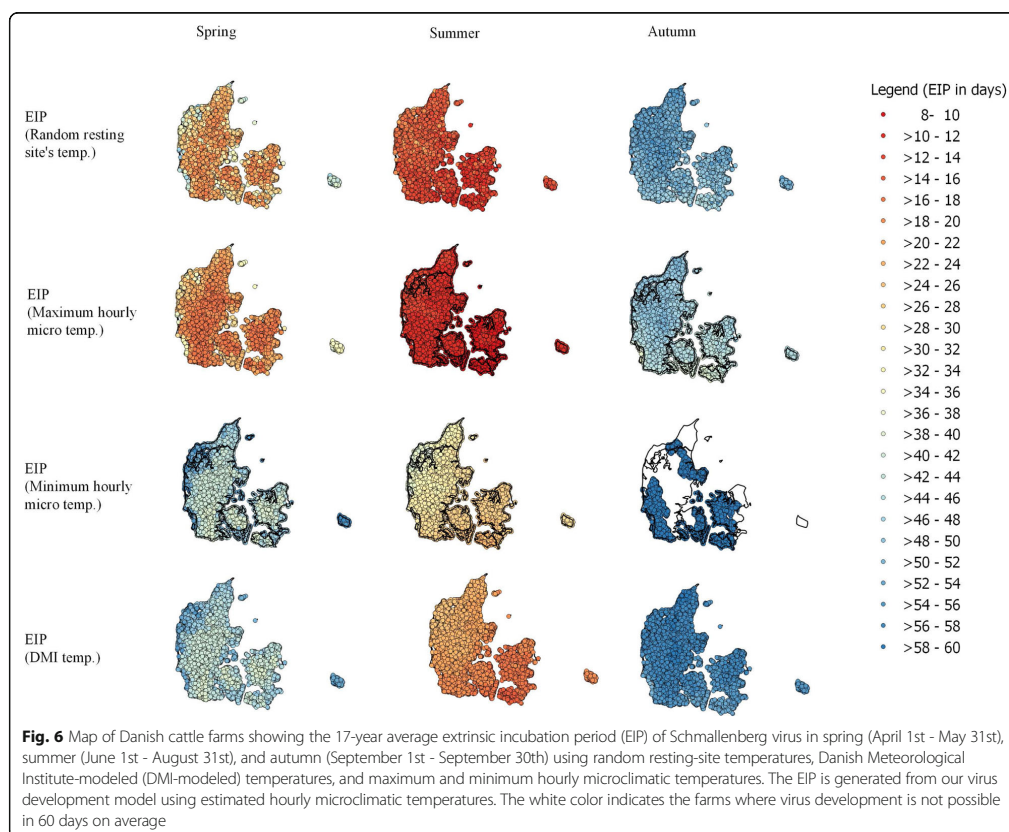 Spring Summer Autumn
EIP
(Random resting
site's temp.)
EIP
(Maximum hourly
micro temp.)
EIP
(Minimum hourly
micro temp.)
EIP
(DMI temp.)
Legend (EIP in days)
8- 10
>10 - 12
>12 - 14
>14 - 16
>16 - 18
>18 - 20
>20 - 22
>22 - 24
>24 - 26
>26 - 28
>28 - 30
>30 - 32
>32 - 34
>34 - 36
>36 - 38
>38 - 40
>40 - 42
>42 - 44
>44 - 46
>46 - 48
>48 - 50
>50 - 52
>52 - 54
>54 - 56
>56 - 58
>58 - 60
Fig. 6 Map of Danish cattle farms showing the 17-year average extrinsic incubation period (EIP) of Schmallenberg virus in spring (April 1st - May 31st),
summer (June 1st - August 31st), and autumn (September 1st - September 30th) using random resting-site temperatures, Danish Meteorological
Institute-modeled (DMI-modeled) temperatures, and maximum and minimum hourly microclimatic temperatures. The EIP is generated from our virus
development model using estimated hourly microclimatic temperatures. The white color indicates the farms where virus development is not possible
in 60 days on average